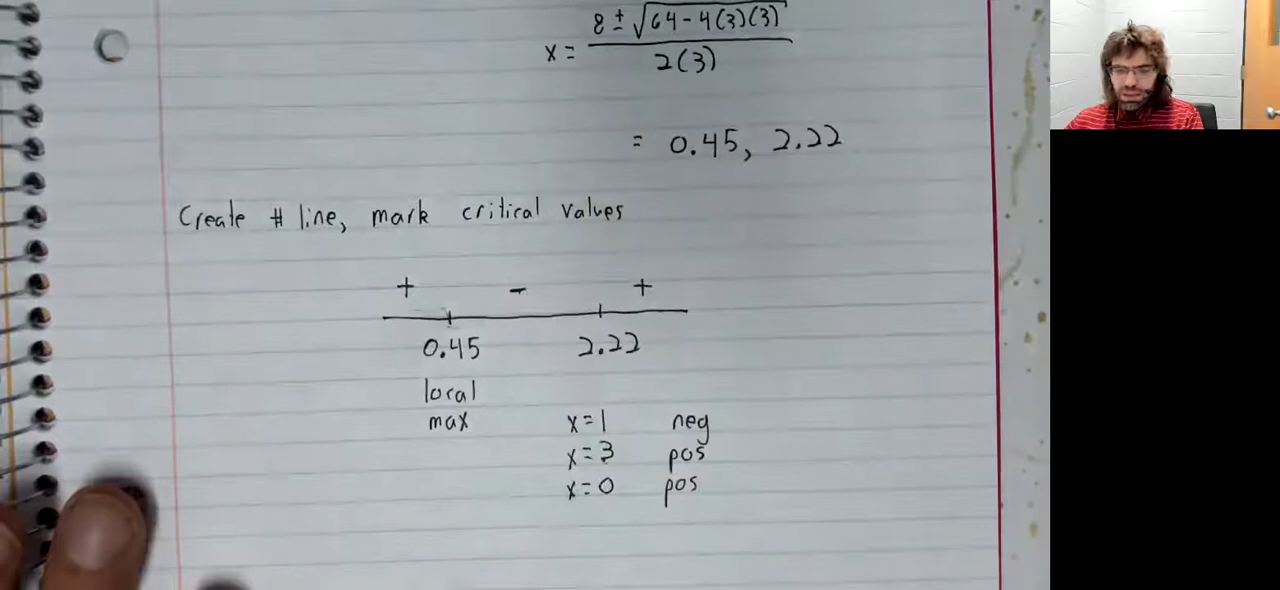 x = 8 ± √64 - 4(3)(3) / 2(3)
= 0.45, 2.22
Create # line, mark critical values
+ - +
0.45 2.22
local
max x=1 neg
x=3 pos
x=0 pos